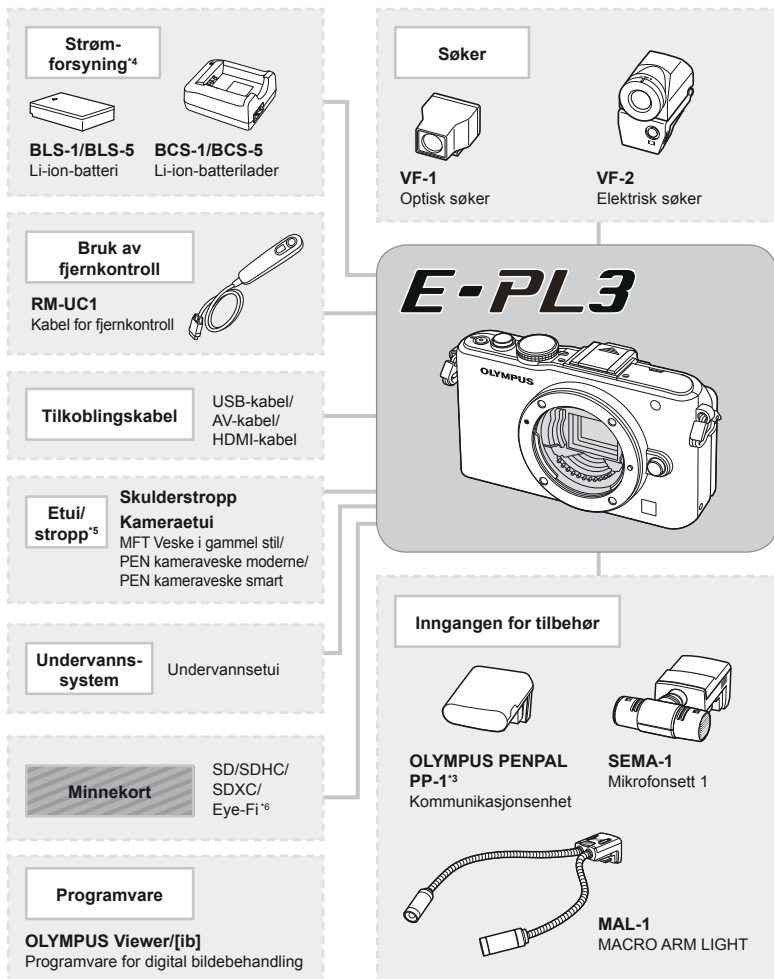 Strøm-
forsyning*4
BLS-1/BLS-5
Li-ion-batteri
BCS-1/BCS-5
Li-ion-batterilader
Bruk av
fjernkontroll
RM-UC1
Kabel for fjernkontroll
Tilkoblingskabel
USB-kabel/
AV-kabel/
HDMI-kabel
Etui/
stropp*5
Skulderstropp
Kameraetui
MFT Veske i gammel stil/
PEN kameraveske moderne/
PEN kameraveske smart
Undervanns-
system
Undervannsetui
Minnekort
SD/SDHC/
SDXC/
Eye-Fi*6
Programvare
OLYMPUS Viewer/[ib]
Programvare for digital bildebehandling
Søker
VF-1
Optisk søker
VF-2
Elektrisk søker
E-PL3
OLYMPUS
Inngangen for tilbehør
OLYMPUS PENPAL
PP-1*3
Kommunikasjonsenhet
SEMA-1
Mikrofonsett 1
MAL-1
MACRO ARM LIGHT